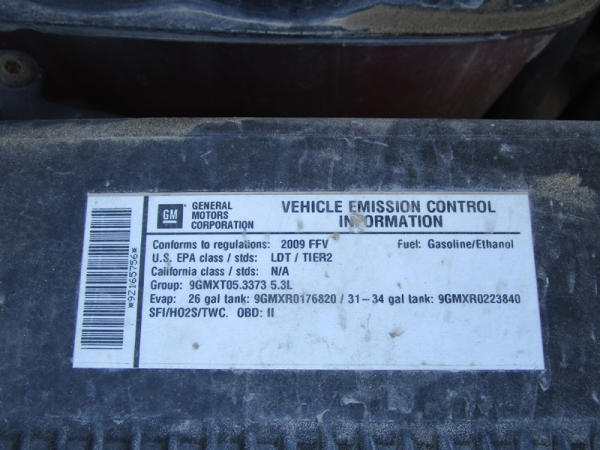 *9Z165756*
GM
GENERAL MOTORS CORPORATION
VEHICLE EMISSION CONTROL INFORMATION
Conforms to regulations: 2009 FFV Fuel: Gasoline/Ethanol
U.S. EPA class / stds: LDT / TIER2
California class / stds: N/A
Group: 9GMXT05.3373 5.3L
Evap: 26 gal tank: 9GMXR0176820 / 31-34 gal tank: 9GMXR0223840
SFI/HO2S/TWC. OBD: II